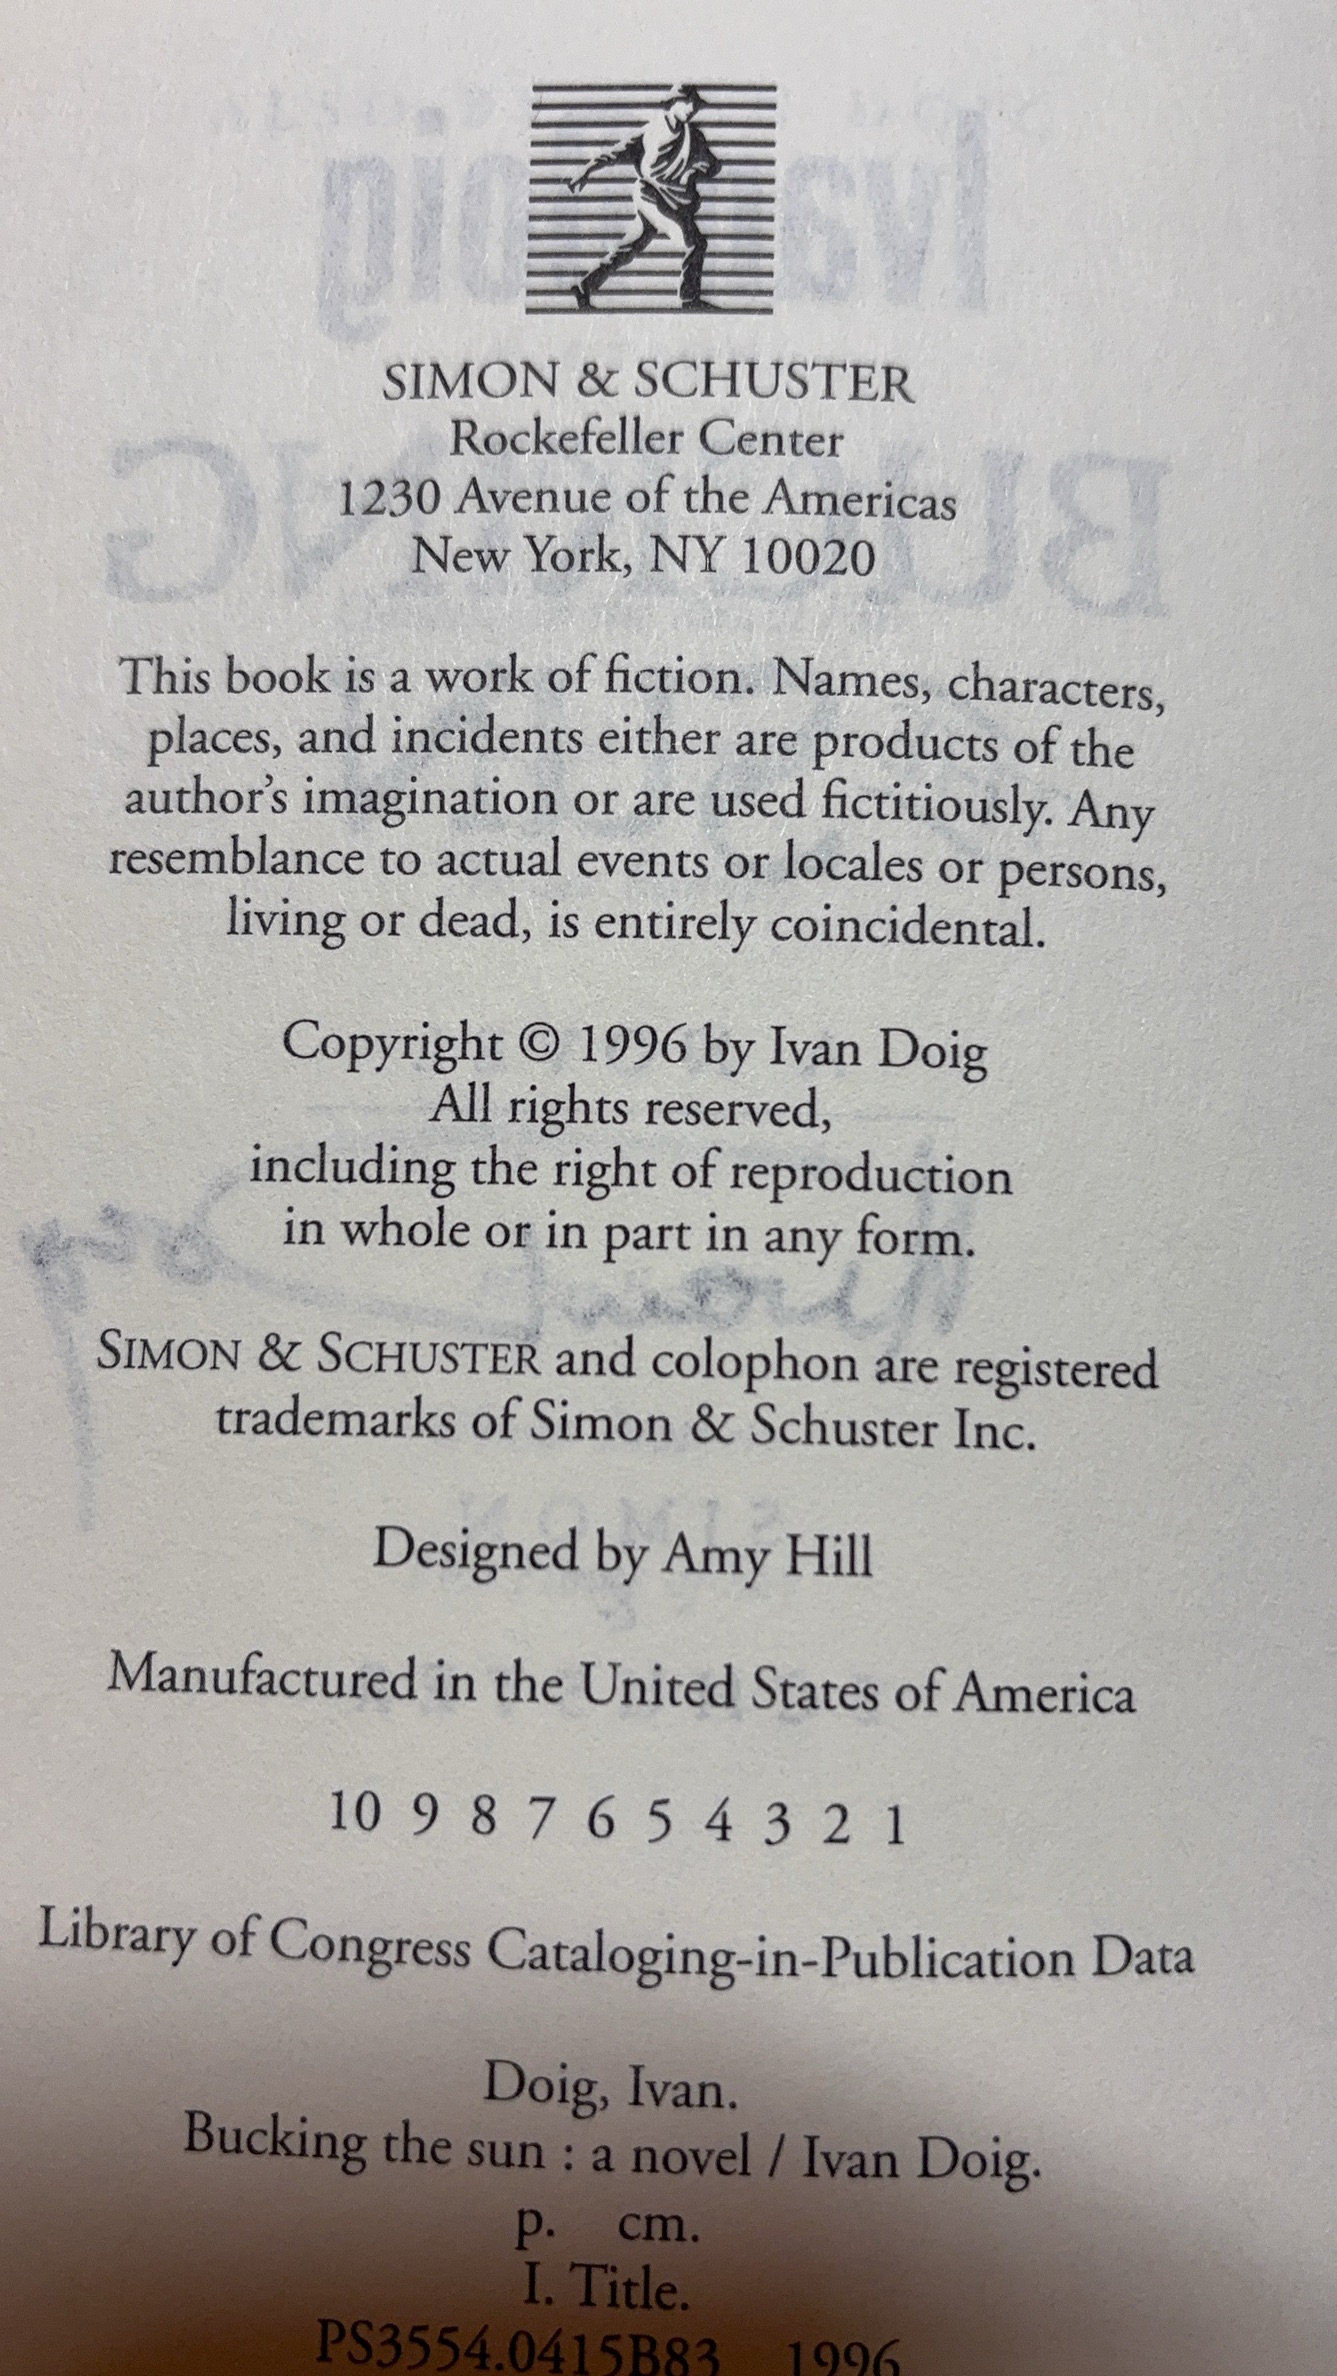 SIMON & SCHUSTER
Rockefeller Center
1230 Avenue of the Americas
New York, NY 10020
This book is a work of fiction. Names, characters,
places, and incidents either are products of the
author's imagination or are used fictitiously. Any
resemblance to actual events or locales or persons,
living or dead, is entirely coincidental.
Copyright © 1996 by Ivan Doig
All rights reserved,
including the right of reproduction
in whole or in part in any form.
SIMON & SCHUSTER and colophon are registered
trademarks of Simon & Schuster Inc.
Designed by Amy Hill
Manufactured in the United States of America
10 9 8 7 6 5 4 3 2 1
Library of Congress Cataloging-in-Publication Data
Doig, Ivan.
Bucking the sun : a novel / Ivan Doig.
p. cm.
I. Title.
PS3554.0415B83 1996